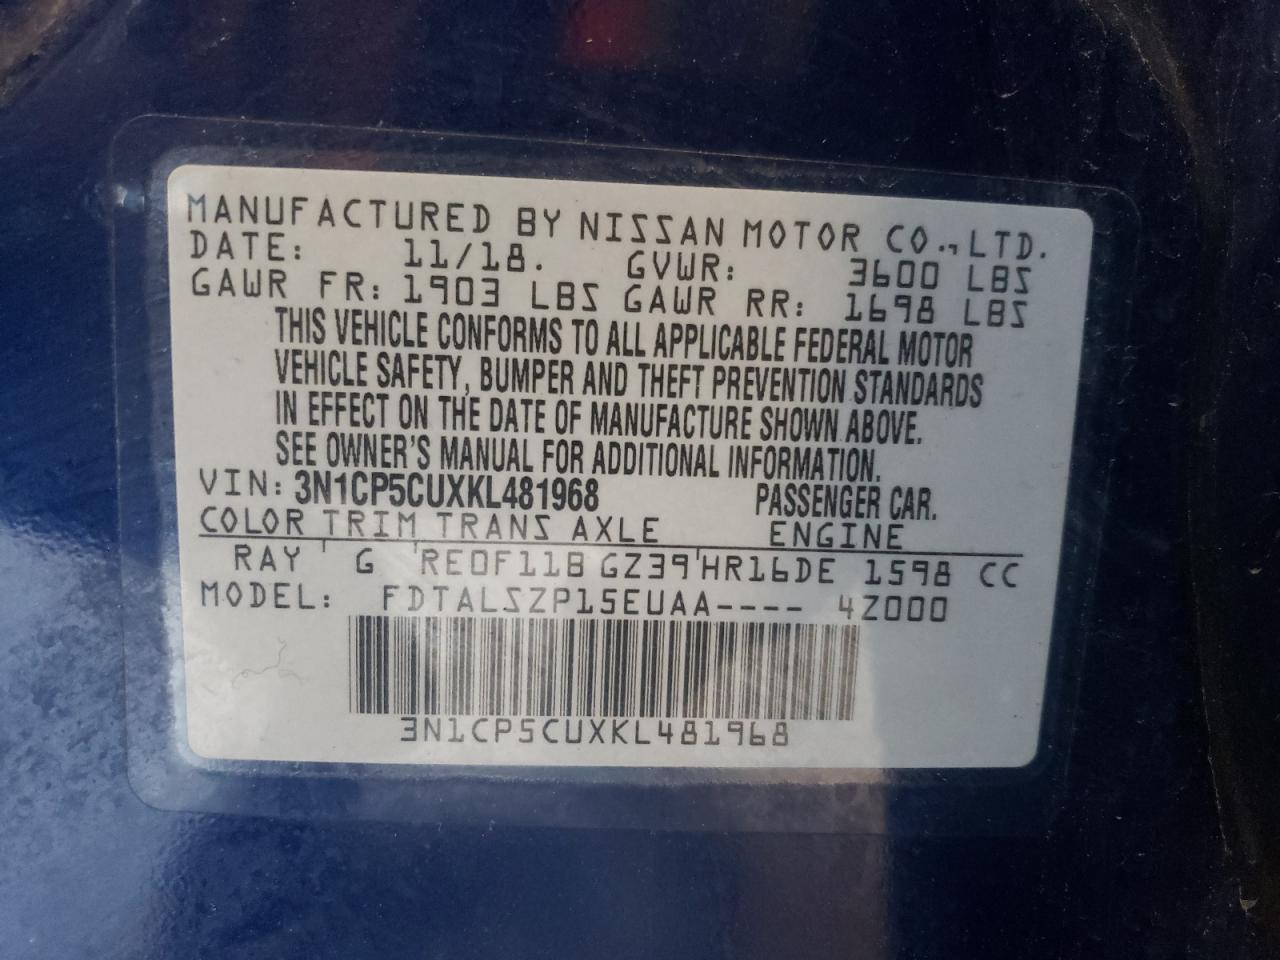 MANUFACTURED BY NISSAN MOTOR CO.,LTD.
DATE: 11/18. GVWR: 3600 LBS
GAWR FR: 1903 LBS GAWR RR: 1698 LBS
THIS VEHICLE CONFORMS TO ALL APPLICABLE FEDERAL MOTOR
VEHICLE SAFETY, BUMPER AND THEFT PREVENTION STANDARDS
IN EFFECT ON THE DATE OF MANUFACTURE SHOWN ABOVE.
SEE OWNER'S MANUAL FOR ADDITIONAL INFORMATION.
VIN: 3N1CP5CUXKL481968 PASSENGER CAR.
COLOR TRIM TRANS AXLE ENGINE
RAY ' G ' RE0F11B GZ39 ' HR16DE 1598 CC
MODEL: FDTALSZP15EUAA---- 4Z000
3N1CP5CUXKL481968